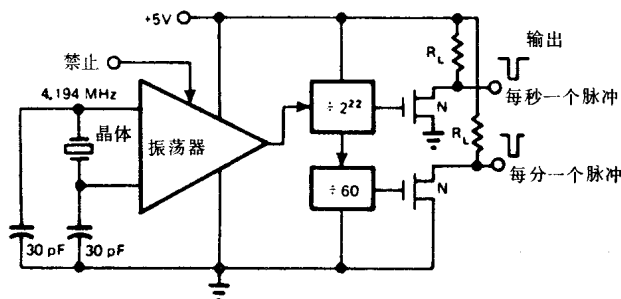 +5V
禁止
4.194 MHz
晶体
振荡器
30 pF
30 pF
÷ 2²²
÷ 60
R_L
N
R_L
N
输出
每秒一个脉冲
每分一个脉冲